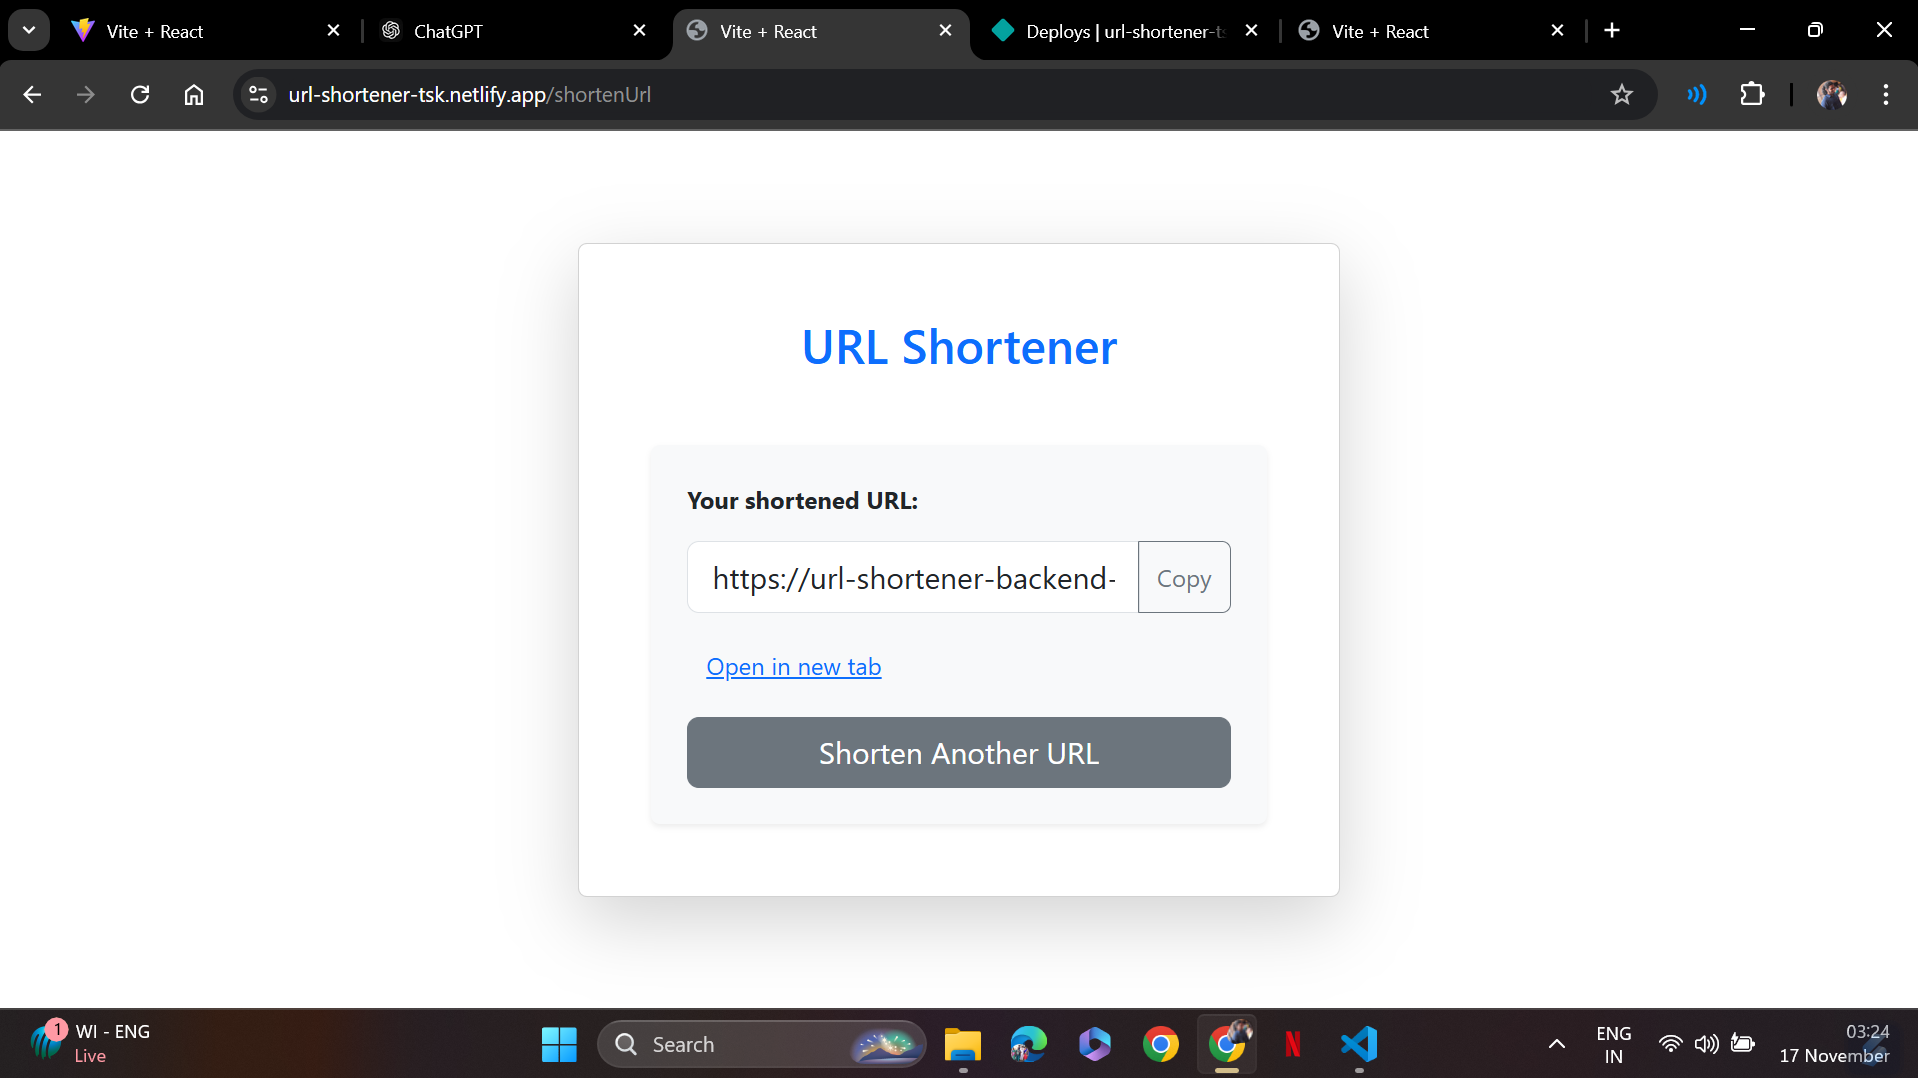 Vite + React
ChatGPT
Vite + React
Deploys | url-shortener-ts
Vite + React
url-shortener-tsk.netlify.app/shortenUrl
URL Shortener
Your shortened URL:
https://url-shortener-backend-
Copy
Open in new tab
Shorten Another URL
1
WI - ENG
Live
Search
N
ENG
IN
03:24
17 November